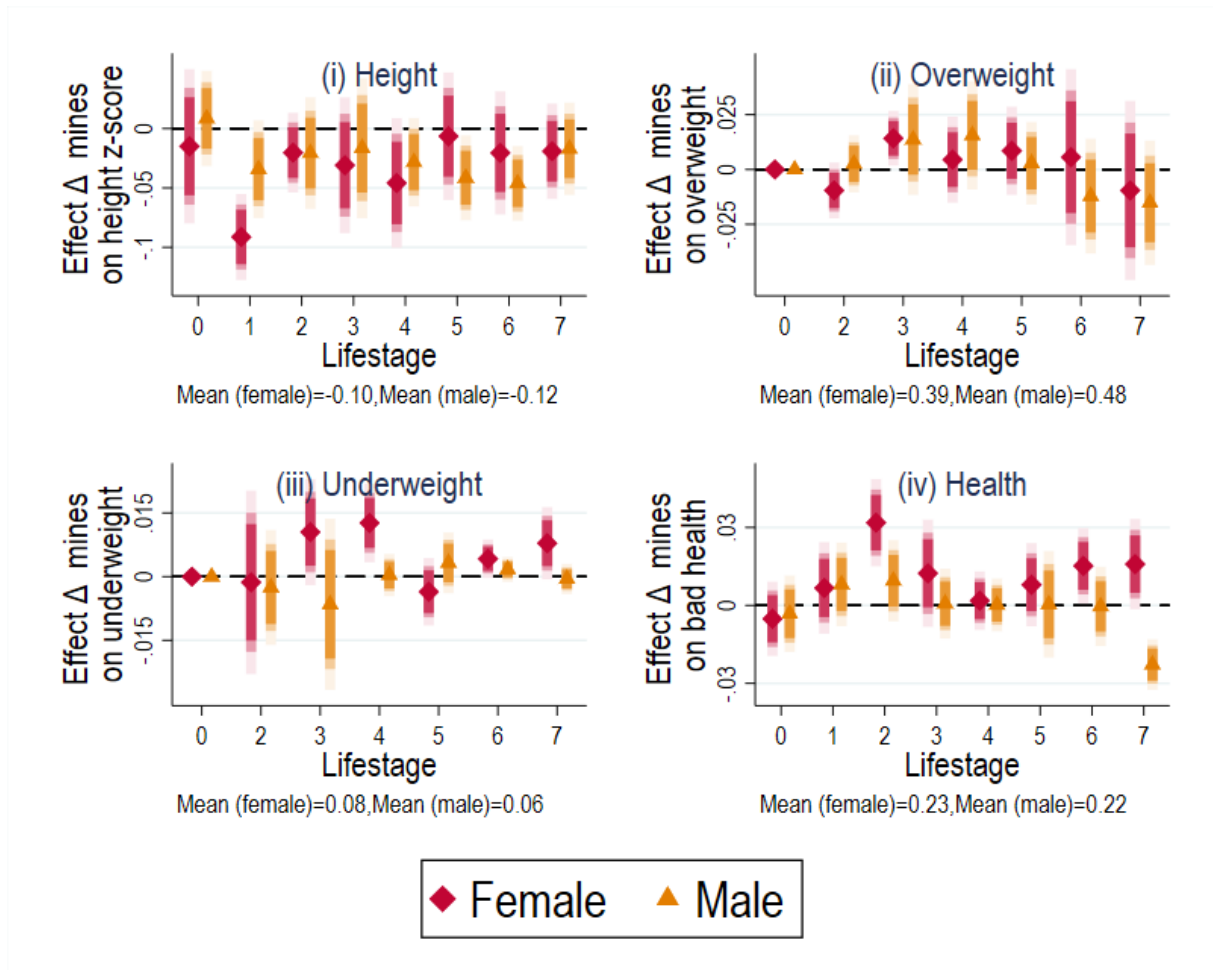 (i) Height
Effect Δ mines
on height z-score
0
-.05
-.1
0 1 2 3 4 5 6 7
Lifestage
Mean (female)=-0.10,Mean (male)=-0.12
(ii) Overweight
Effect Δ mines
on overweight
.025
0
-.025
0 2 3 4 5 6 7
Lifestage
Mean (female)=0.39,Mean (male)=0.48
(iii) Underweight
Effect Δ mines
on underweight
.015
0
-.015
0 2 3 4 5 6 7
Lifestage
Mean (female)=0.08,Mean (male)=0.06
(iv) Health
Effect Δ mines
on bad health
.03
0
-.03
0 1 2 3 4 5 6 7
Lifestage
Mean (female)=0.23,Mean (male)=0.22
Female Male